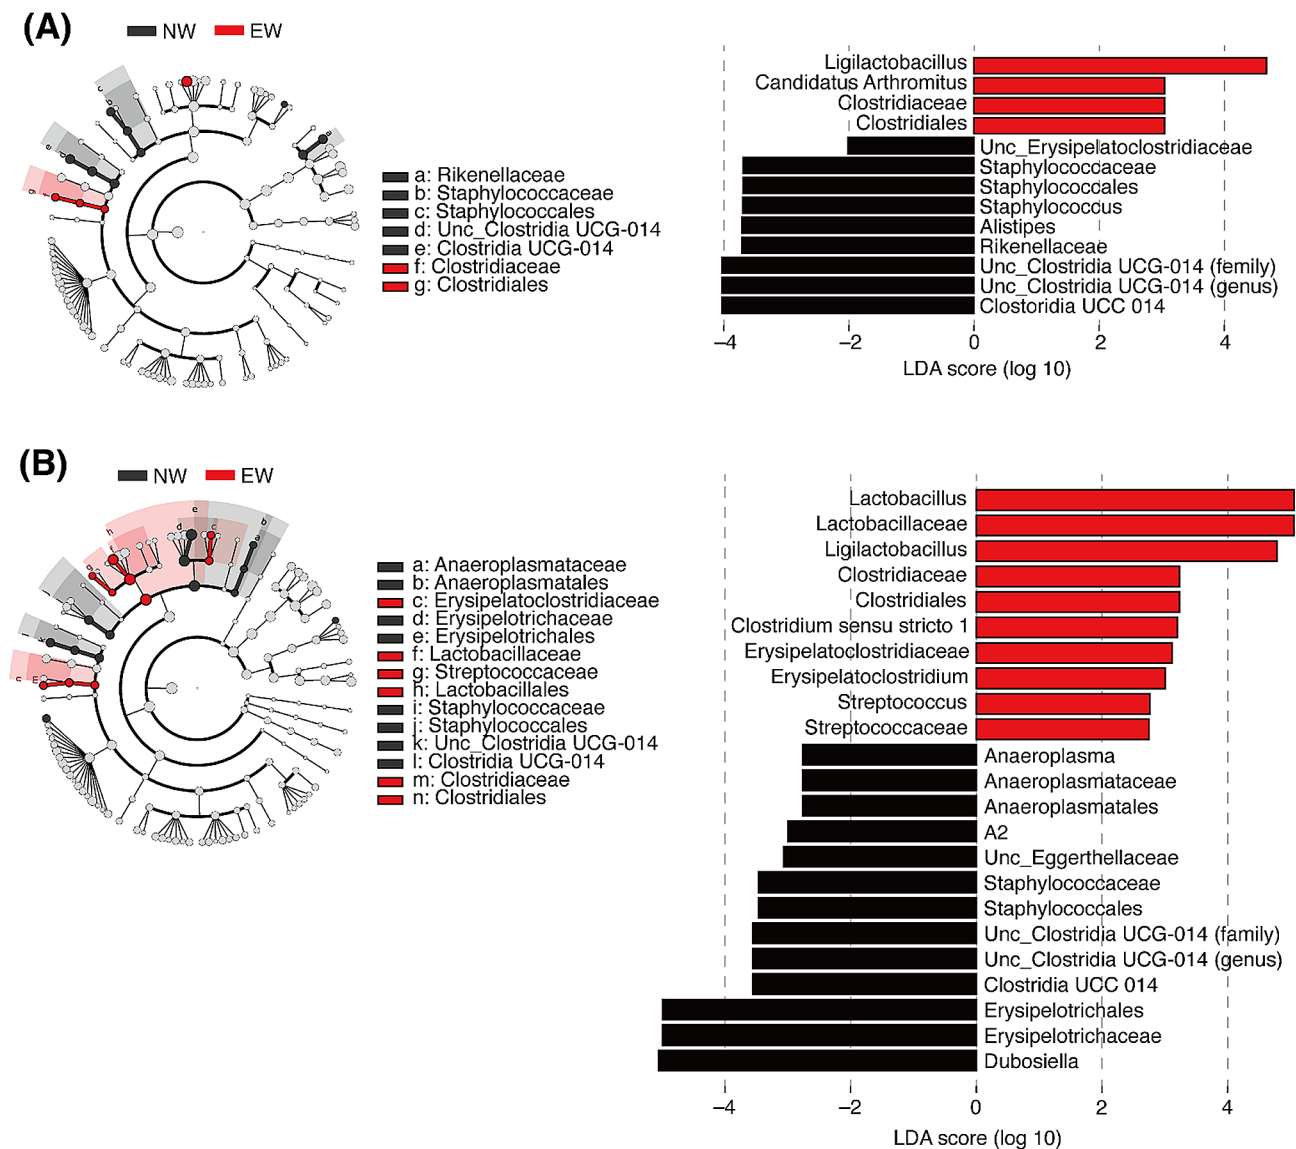 (A)
NW EW
a: Rikenellaceae
b: Staphylococcaceae
c: Staphylococcales
d: Unc_Clostridia UCG-014
e: Clostridia UCG-014
f: Clostridiaceae
g: Clostridiales
Ligilactobacillus
Candidatus Arthromitus
Clostridiaceae
Clostridiales
Unc_Erysipelatoclostridiaceae
Staphylococcaceae
Staphylococcales
Staphylococcus
Alistipes
Rikenellaceae
Unc_Clostridia UCG-014 (femily)
Unc_Clostridia UCG-014 (genus)
Clostoridia UCC 014
−4 −2 0 2 4
LDA score (log 10)
(B)
NW EW
a: Anaeroplasmataceae
b: Anaeroplasmatales
c: Erysipelatoclostridiaceae
d: Erysipelotrichaceae
e: Erysipelotrichales
f: Lactobacillaceae
g: Streptococcaceae
h: Lactobacillales
i: Staphylococcaceae
j: Staphylococcales
k: Unc_Clostridia UCG-014
l: Clostridia UCG-014
m: Clostridiaceae
n: Clostridiales
Lactobacillus
Lactobacillaceae
Ligilactobacillus
Clostridiaceae
Clostridiales
Clostridium sensu stricto 1
Erysipelatoclostridiaceae
Erysipelatoclostridium
Streptococcus
Streptococcaceae
Anaeroplasma
Anaeroplasmataceae
Anaeroplasmatales
A2
Unc_Eggerthellaceae
Staphylococcaceae
Staphylococcales
Unc_Clostridia UCG-014 (family)
Unc_Clostridia UCG-014 (genus)
Clostridia UCC 014
Erysipelotrichales
Erysipelotrichaceae
Dubosiella
−4 −2 0 2 4
LDA score (log 10)